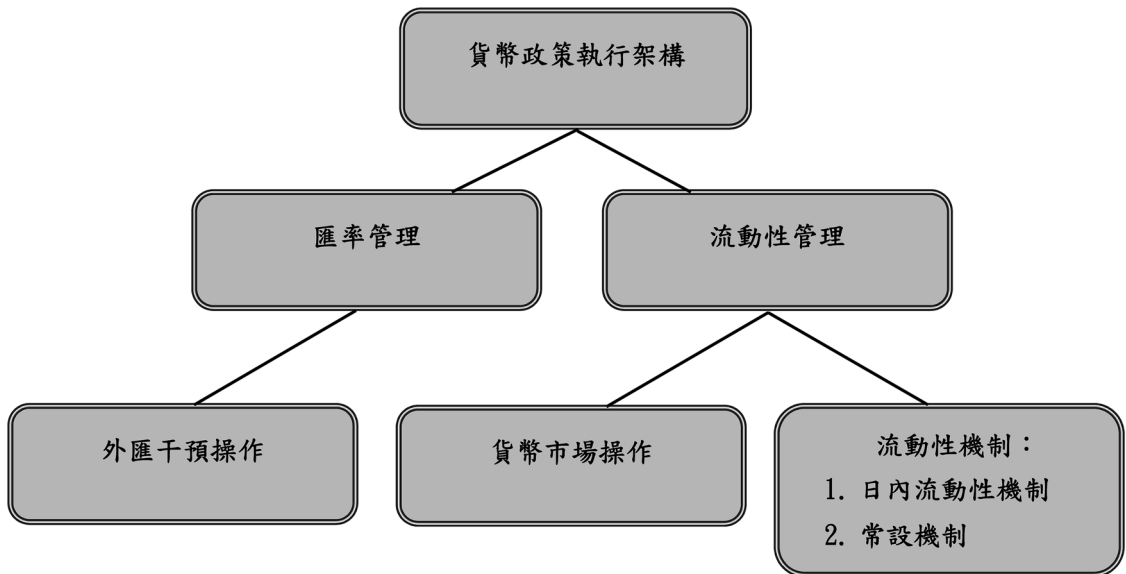 貨幣政策執行架構
匯率管理
流動性管理
外匯干預操作
貨幣市場操作
流動性機制：
1. 日內流動性機制
2. 常設機制